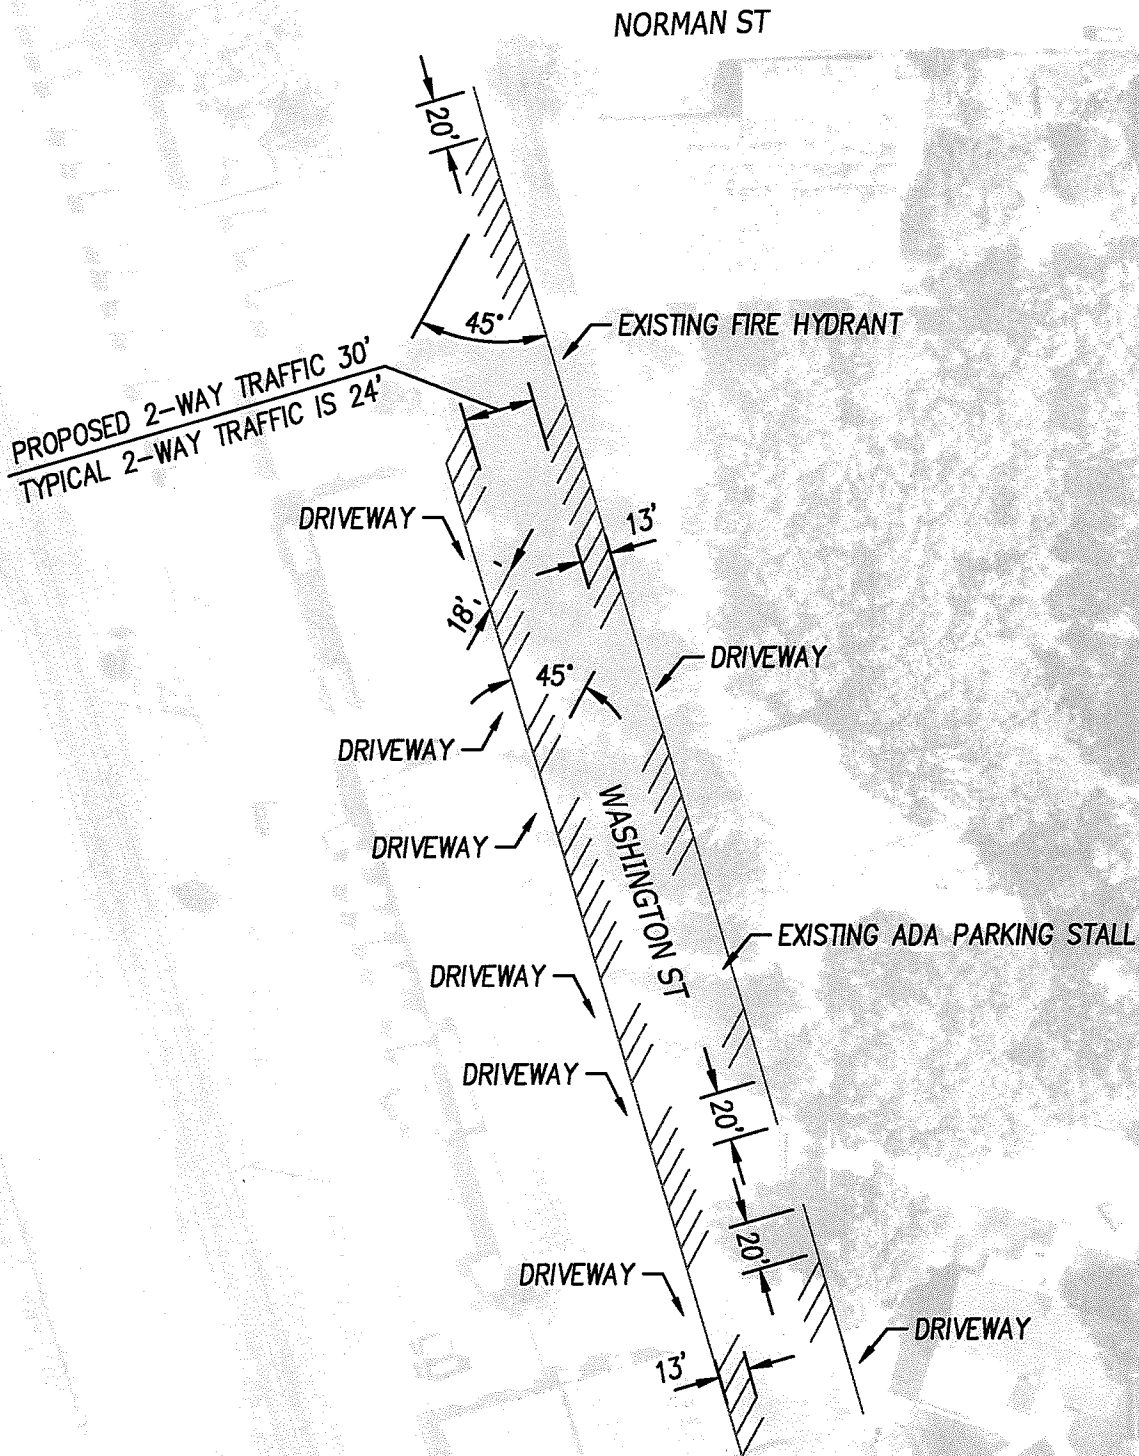 NORMAN ST
20'
45°
EXISTING FIRE HYDRANT
PROPOSED 2-WAY TRAFFIC 30'
TYPICAL 2-WAY TRAFFIC IS 24'
DRIVEWAY
13'
18'
45°
DRIVEWAY
DRIVEWAY
DRIVEWAY
WASHINGTON ST
EXISTING ADA PARKING STALL
DRIVEWAY
DRIVEWAY
20'
20'
DRIVEWAY
DRIVEWAY
13'